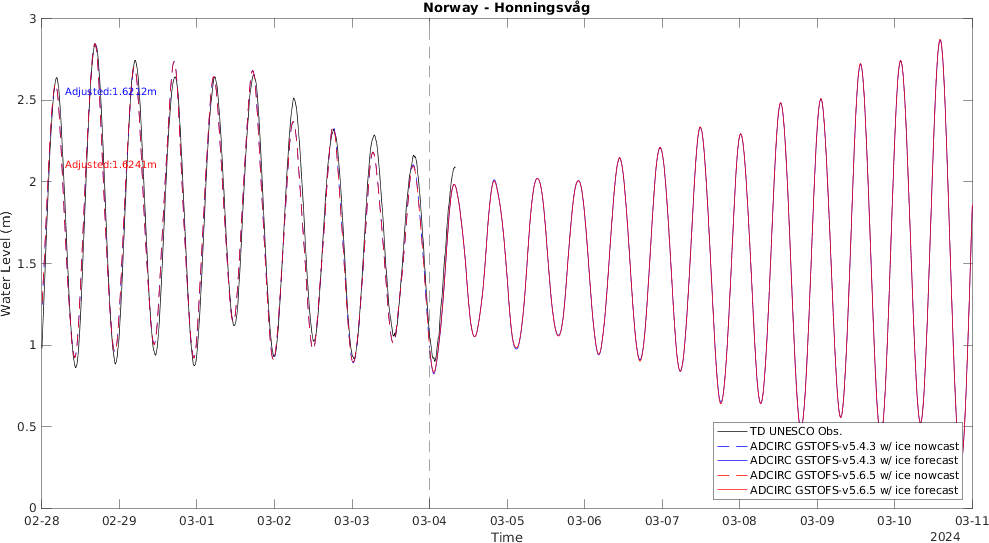 Norway - Honningsvåg
3
2.5
2
1.5
1
0.5
0
Water Level (m)
Adjusted:1.6212m
Adjusted:1.6241m
TD UNESCO Obs.
ADCIRC GSTOFS-v5.4.3 w/ ice nowcast
ADCIRC GSTOFS-v5.4.3 w/ ice forecast
ADCIRC GSTOFS-v5.6.5 w/ ice nowcast
ADCIRC GSTOFS-v5.6.5 w/ ice forecast
02-28 02-29 03-01 03-02 03-03 03-04 03-05 03-06 03-07 03-08 03-09 03-10 03-11
Time
2024